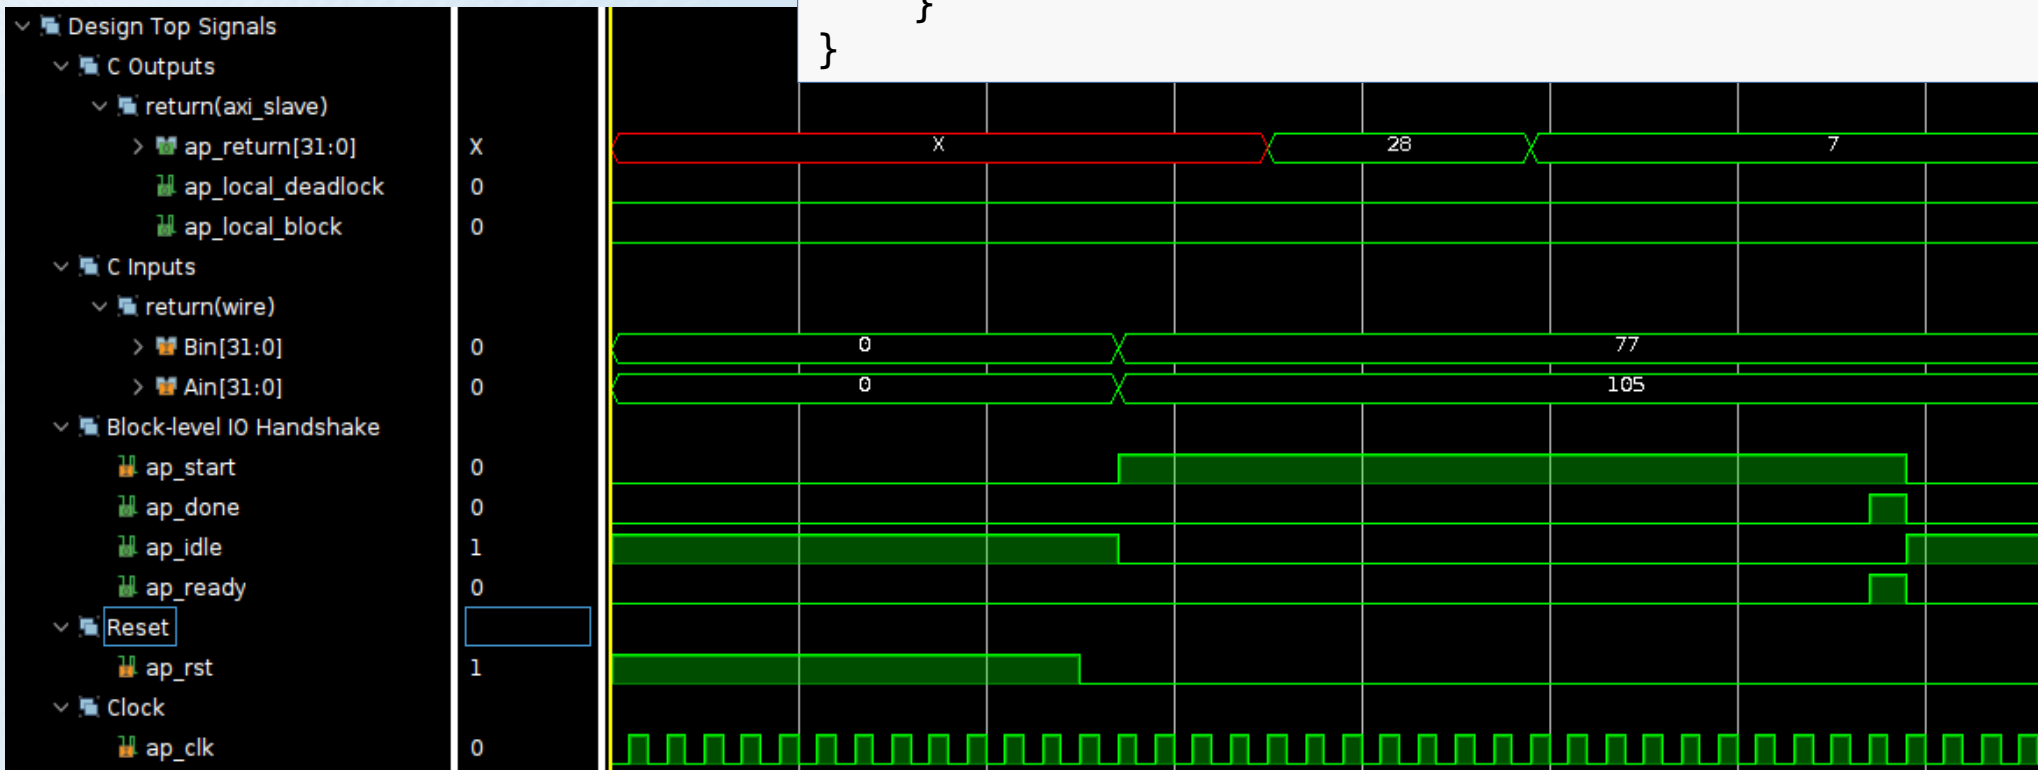 }
}
Design Top Signals
C Outputs
return(axi_slave)
ap_return[31:0] X X 28 7
ap_local_deadlock 0
ap_local_block 0
C Inputs
return(wire)
Bin[31:0] 0 0 77
Ain[31:0] 0 0 105
Block-level IO Handshake
ap_start 0
ap_done 0
ap_idle 1
ap_ready 0
Reset
ap_rst 1
Clock
ap_clk 0